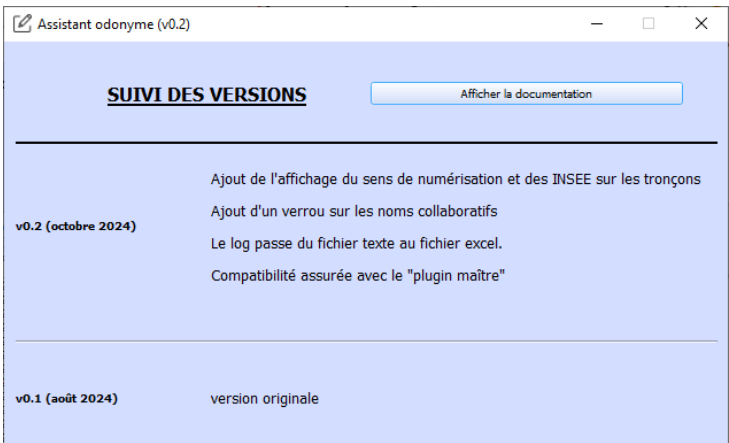 Assistant odonyme (v0.2)
SUIVI DES VERSIONS
Afficher la documentation
v0.2 (octobre 2024)
Ajout de l'affichage du sens de numérisation et des INSEE sur les tronçons
Ajout d'un verrou sur les noms collaboratifs
Le log passe du fichier texte au fichier excel.
Compatibilité assurée avec le "plugin maître"
v0.1 (août 2024)
version originale